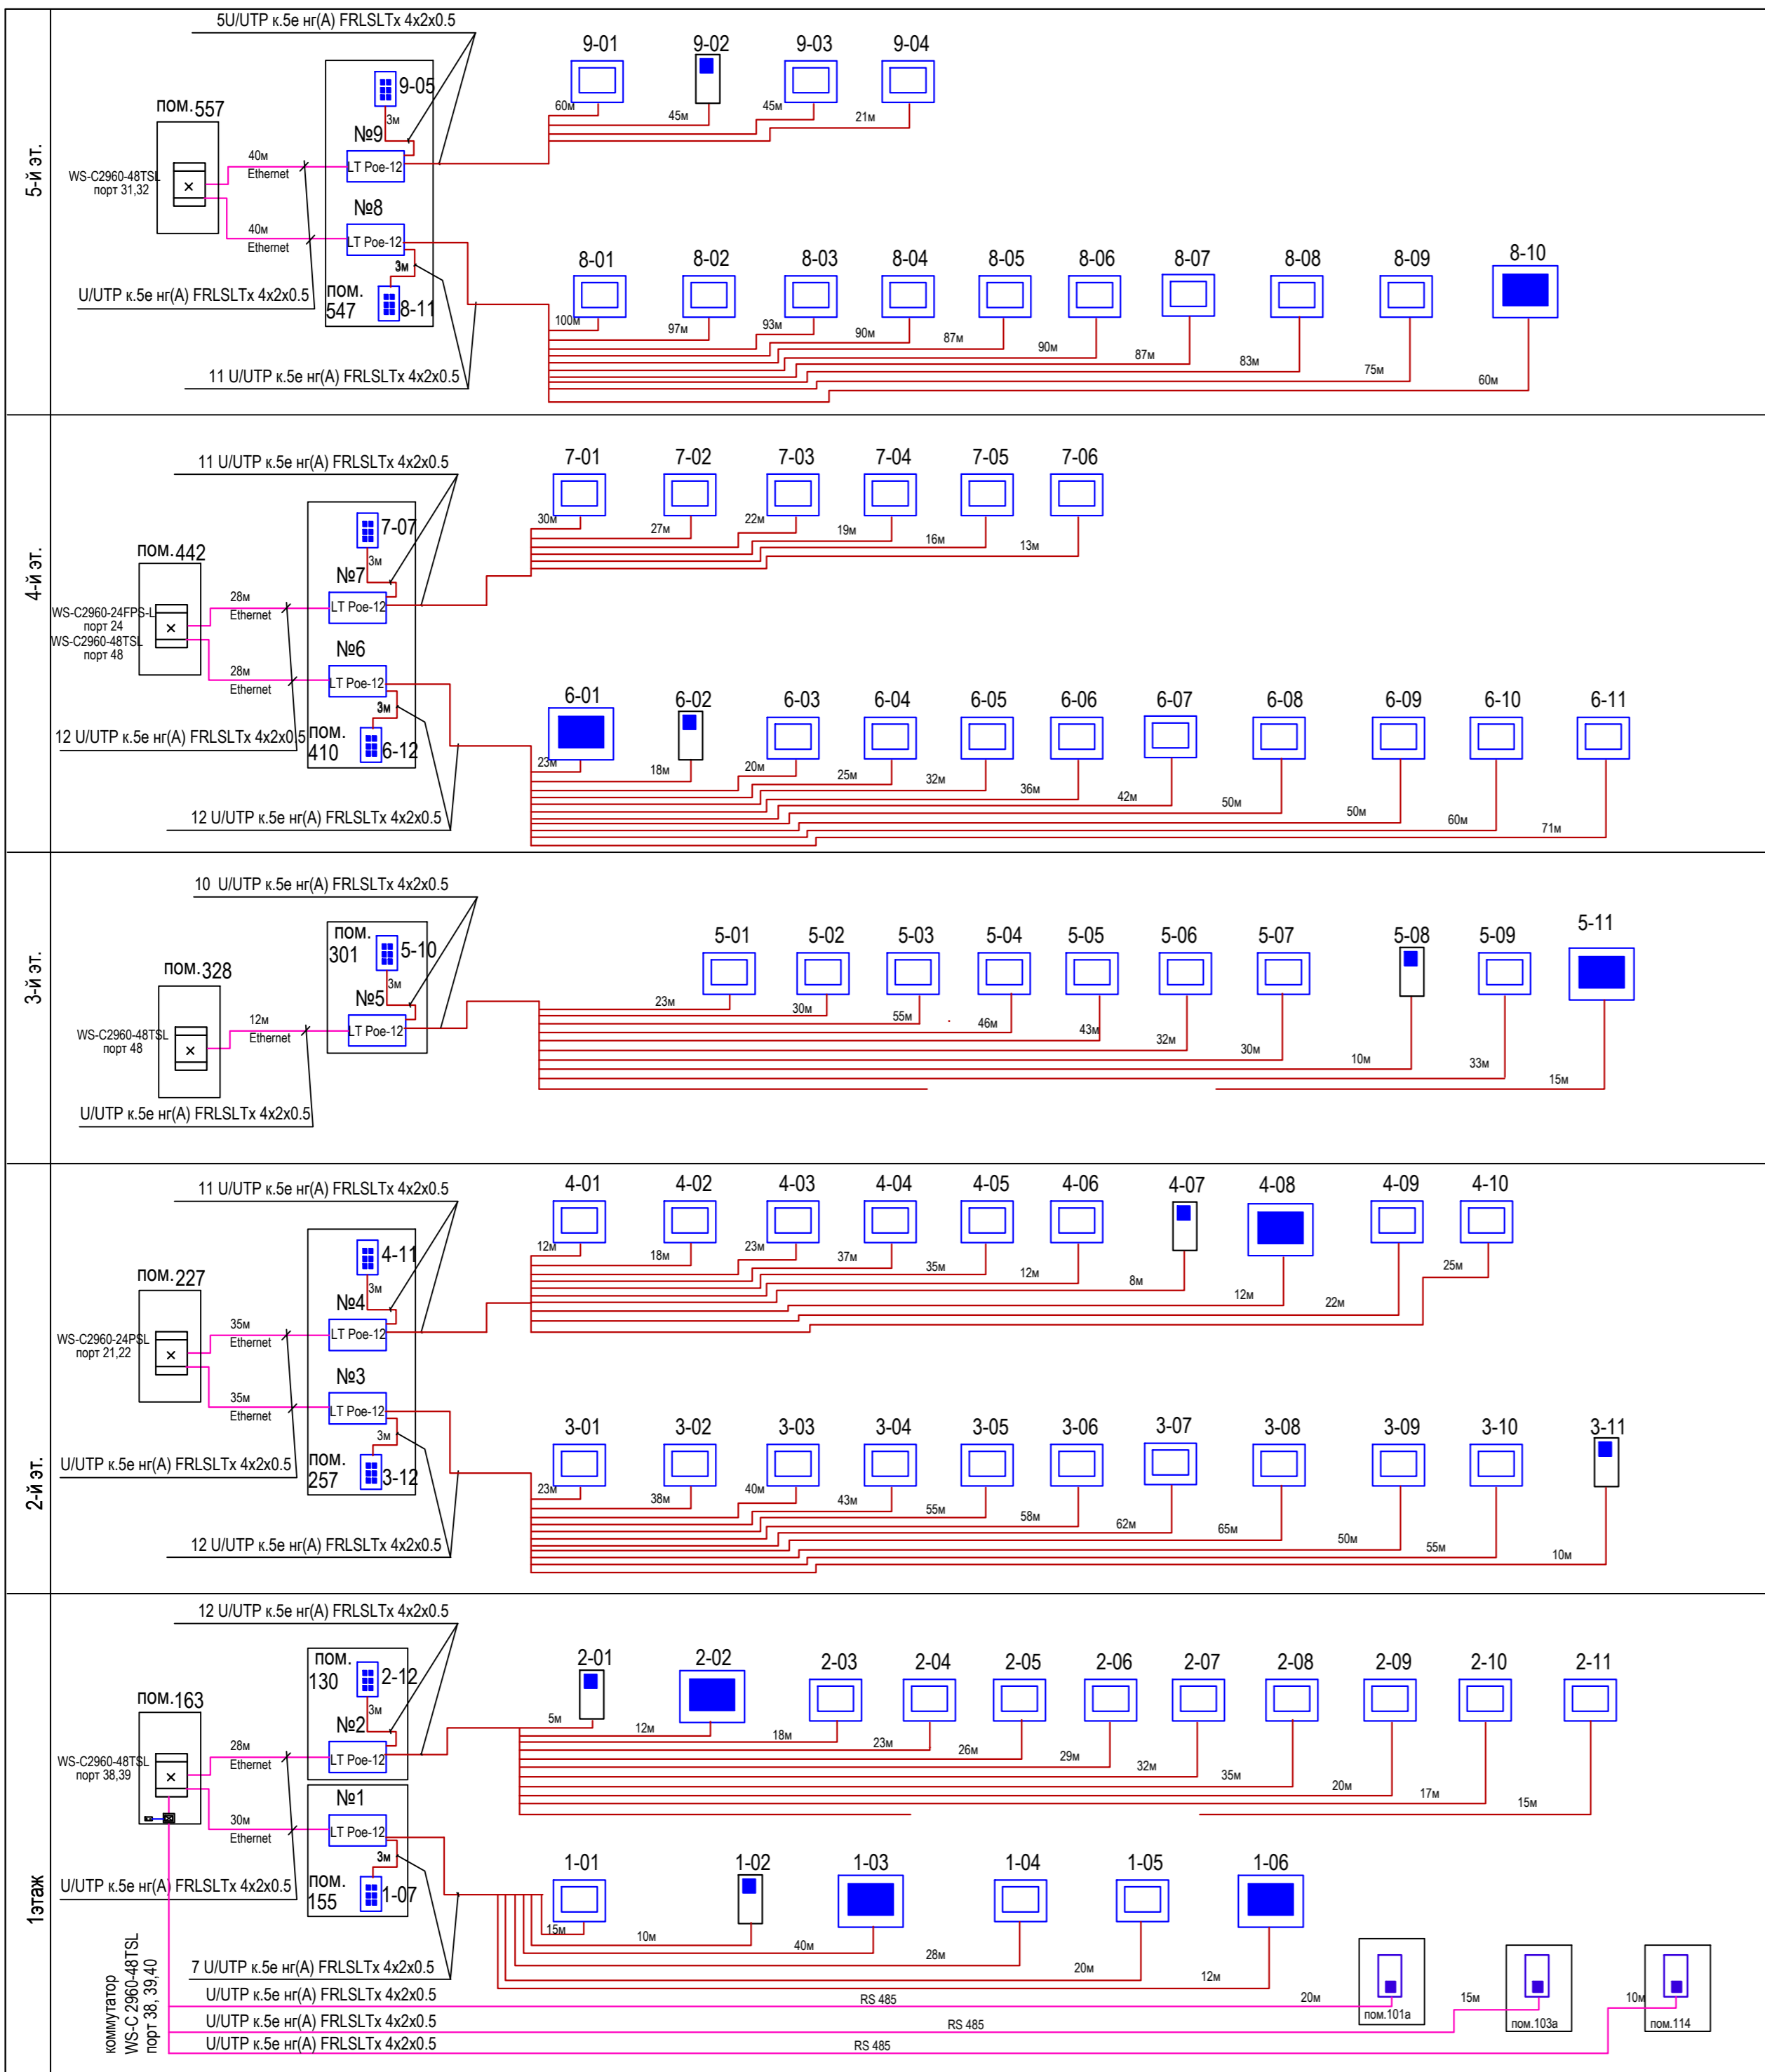 5-й эт.
5U/UTP к.5е нг(А) FRLSLTx 4x2x0.5
9-01
9-02
9-03
9-04
9-05
пом.557
3м
60м
45м
45м
21м
№9
LT Poe-12
40м
Ethernet
WS-C2960-48TSL
порт 31,32
№8
40м
Ethernet
LT Poe-12
3м
8-01
8-02
8-03
8-04
8-05
8-06
8-07
8-08
8-09
8-10
U/UTP к.5е нг(А) FRLSLTx 4x2x0.5
пом.
547
8-11
100м
97м
93м
90м
87м
90м
87м
83м
75м
60м
11 U/UTP к.5е нг(А) FRLSLTx 4x2x0.5
4-й эт.
11 U/UTP к.5е нг(А) FRLSLTx 4x2x0.5
7-01
7-02
7-03
7-04
7-05
7-06
7-07
30м
27м
22м
19м
16м
13м
пом.442
3м
№7
28м
Ethernet
LT Poe-12
WS-C2960-24FPS-L
порт 24
WS-C2960-48TSL
порт 48
№6
28м
Ethernet
LT Poe-12
3м
6-01
6-02
6-03
6-04
6-05
6-06
6-07
6-08
6-09
6-10
6-11
12 U/UTP к.5е нг(А) FRLSLTx 4x2x0.5
пом.
410
6-12
23м
18м
20м
25м
32м
36м
42м
50м
50м
60м
71м
12 U/UTP к.5е нг(А) FRLSLTx 4x2x0.5
3-й эт.
10 U/UTP к.5е нг(А) FRLSLTx 4x2x0.5
пом.
301
5-10
5-01
5-02
5-03
5-04
5-05
5-06
5-07
5-08
5-09
5-11
пом.328
3м
№5
12м
Ethernet
LT Poe-12
WS-C2960-48TSL
порт 48
23м
30м
55м
46м
43м
32м
30м
10м
33м
15м
U/UTP к.5е нг(А) FRLSLTx 4x2x0.5
2-й эт.
11 U/UTP к.5е нг(А) FRLSLTx 4x2x0.5
4-01
4-02
4-03
4-04
4-05
4-06
4-07
4-08
4-09
4-10
4-11
12м
18м
23м
37м
35м
12м
8м
12м
22м
25м
пом.227
3м
№4
35м
Ethernet
LT Poe-12
WS-C2960-24PSL
порт 21,22
№3
35м
Ethernet
LT Poe-12
3м
3-01
3-02
3-03
3-04
3-05
3-06
3-07
3-08
3-09
3-10
3-11
U/UTP к.5е нг(А) FRLSLTx 4x2x0.5
пом.
257
3-12
23м
38м
40м
43м
55м
58м
62м
65м
50м
55м
10м
12 U/UTP к.5е нг(А) FRLSLTx 4x2x0.5
1этаж
12 U/UTP к.5е нг(А) FRLSLTx 4x2x0.5
пом.
130
2-12
2-01
2-02
2-03
2-04
2-05
2-06
2-07
2-08
2-09
2-10
2-11
пом.163
3м
№2
28м
Ethernet
LT Poe-12
WS-C2960-48TSL
порт 38,39
5м
12м
18м
23м
26м
29м
32м
35м
20м
17м
15м
№1
30м
Ethernet
LT Poe-12
3м
1-01
1-02
1-03
1-04
1-05
1-06
U/UTP к.5е нг(А) FRLSLTx 4x2x0.5
пом.
155
1-07
15м
10м
40м
28м
20м
12м
7 U/UTP к.5е нг(А) FRLSLTx 4x2x0.5
коммутатор
WS-C 2960-48TSL
порт 38, 39,40
U/UTP к.5е нг(А) FRLSLTx 4x2x0.5
RS 485
20м
пом.101а
U/UTP к.5е нг(А) FRLSLTx 4x2x0.5
RS 485
15м
пом.103а
U/UTP к.5е нг(А) FRLSLTx 4x2x0.5
RS 485
10м
пом.114